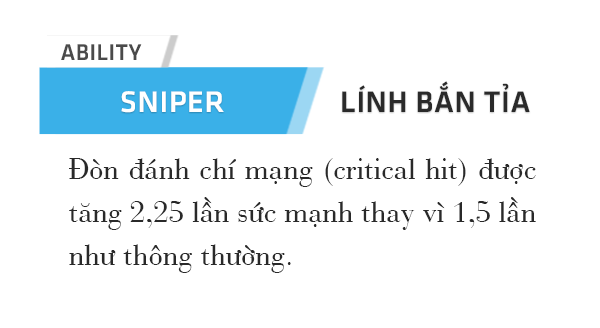 ABILITY
SNIPER
LÍNH BẮN TỈA
Đòn đánh chí mạng (critical hit) được
tăng 2,25 lần sức mạnh thay vì 1,5 lần
như thông thường.